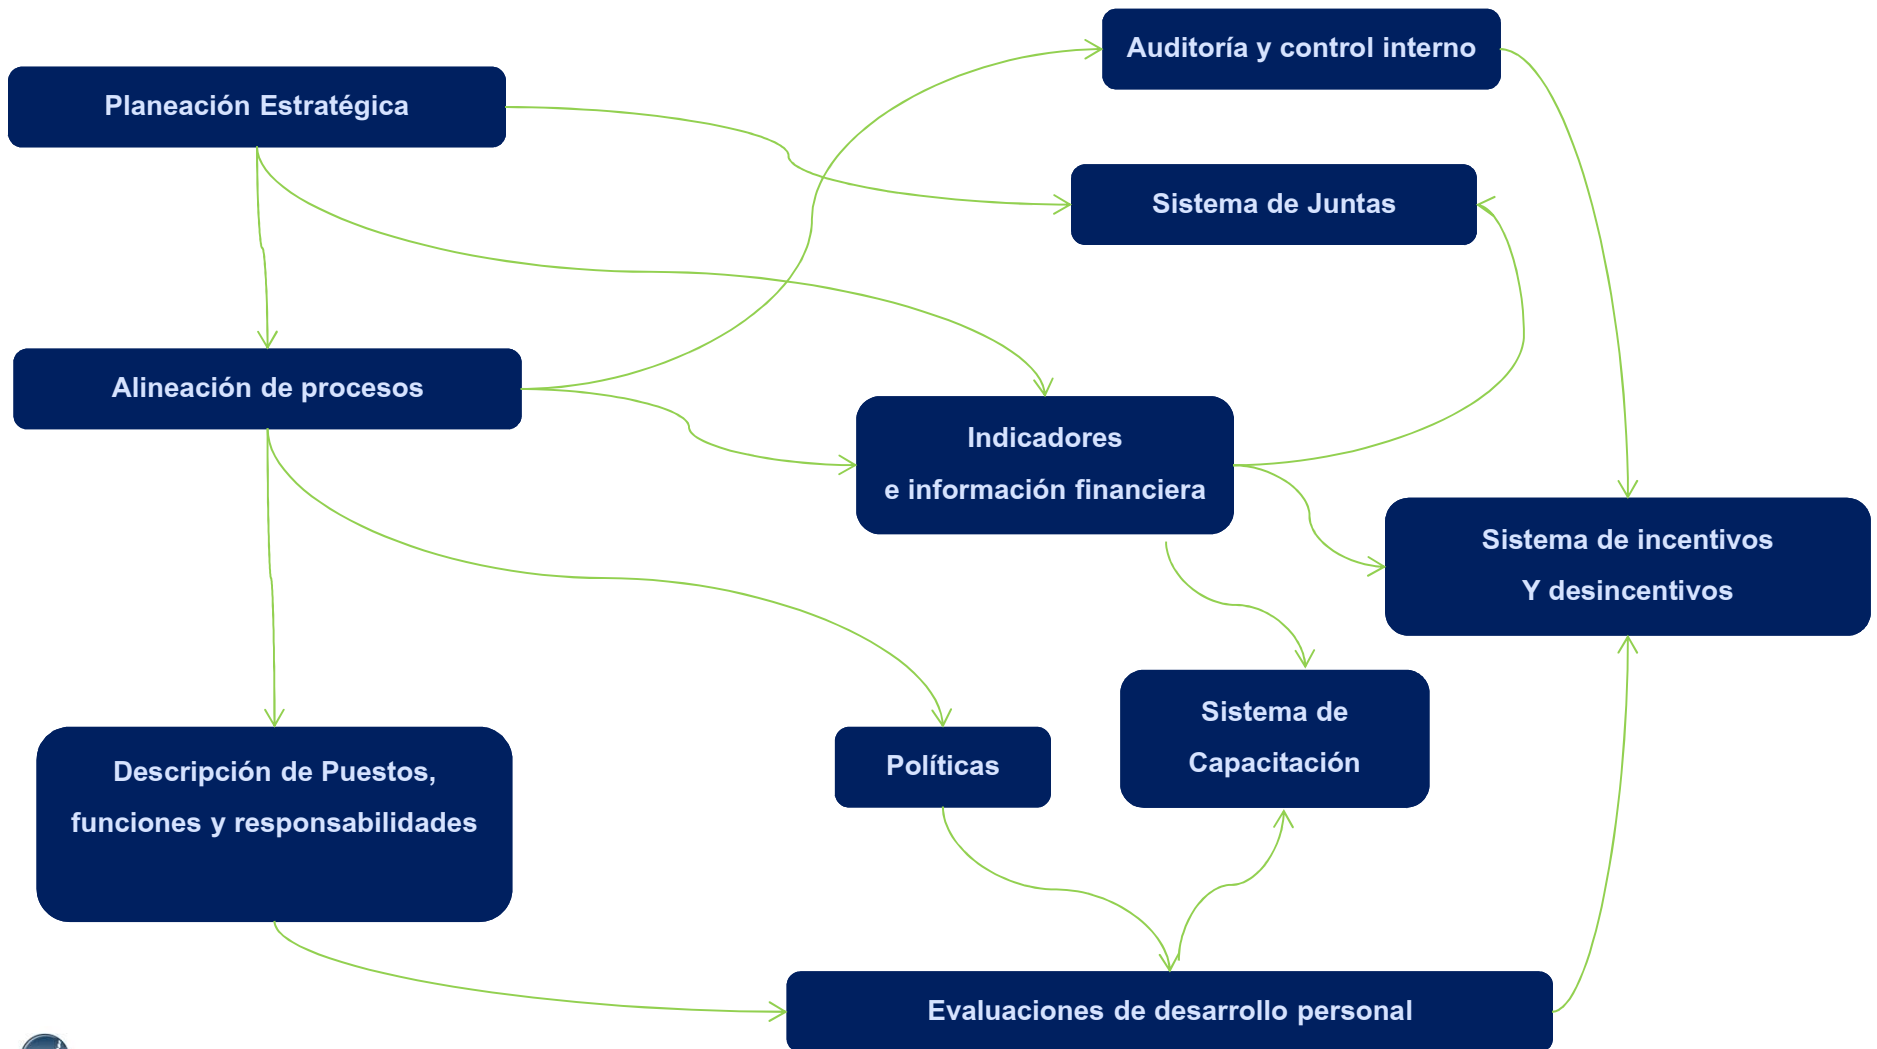 Auditoría y control interno
Planeación Estratégica
Sistema de Juntas
Alineación de procesos
Indicadores
e información financiera
Sistema de incentivos
Y desincentivos
Sistema de
Capacitación
Políticas
Descripción de Puestos,
funciones y responsabilidades
Evaluaciones de desarrollo personal